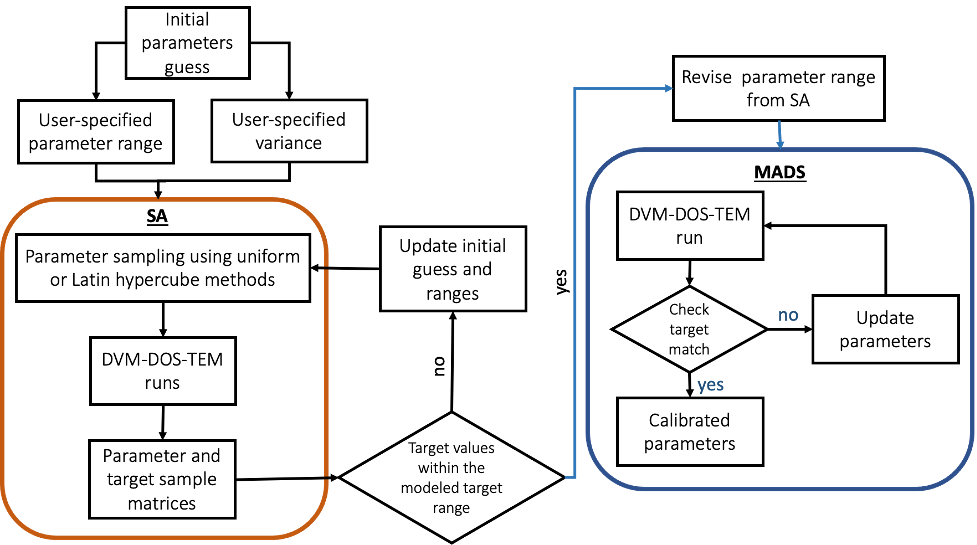 Initial
parameters
guess
User-specified
parameter range
User-specified
variance
SA
Parameter sampling using uniform
or Latin hypercube methods
DVM-DOS-TEM
runs
Parameter and
target sample
matrices
Update initial
guess and
ranges
no
Target values
within the
modeled target
range
yes
Revise parameter range
from SA
MADS
DVM-DOS-TEM
run
Check
target
match
no
Update
parameters
yes
Calibrated
parameters